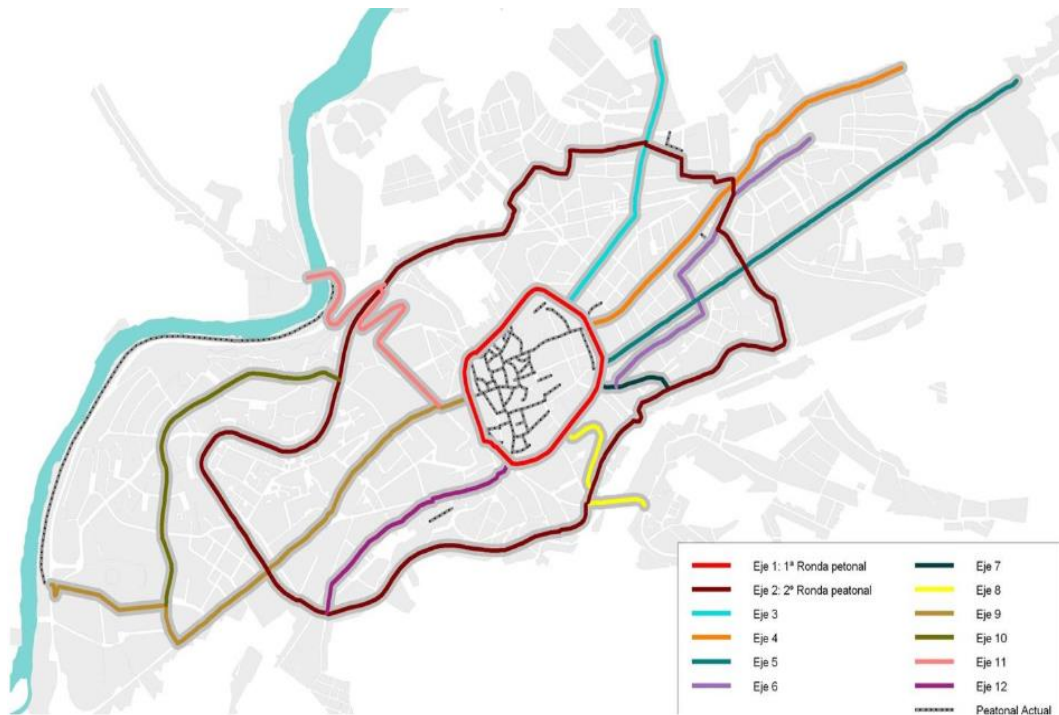 Eje 1: 1ª Ronda petonal
Eje 2: 2ª Ronda peatonal
Eje 3
Eje 4
Eje 5
Eje 6
Eje 7
Eje 8
Eje 9
Eje 10
Eje 11
Eje 12
Peatonal Actual